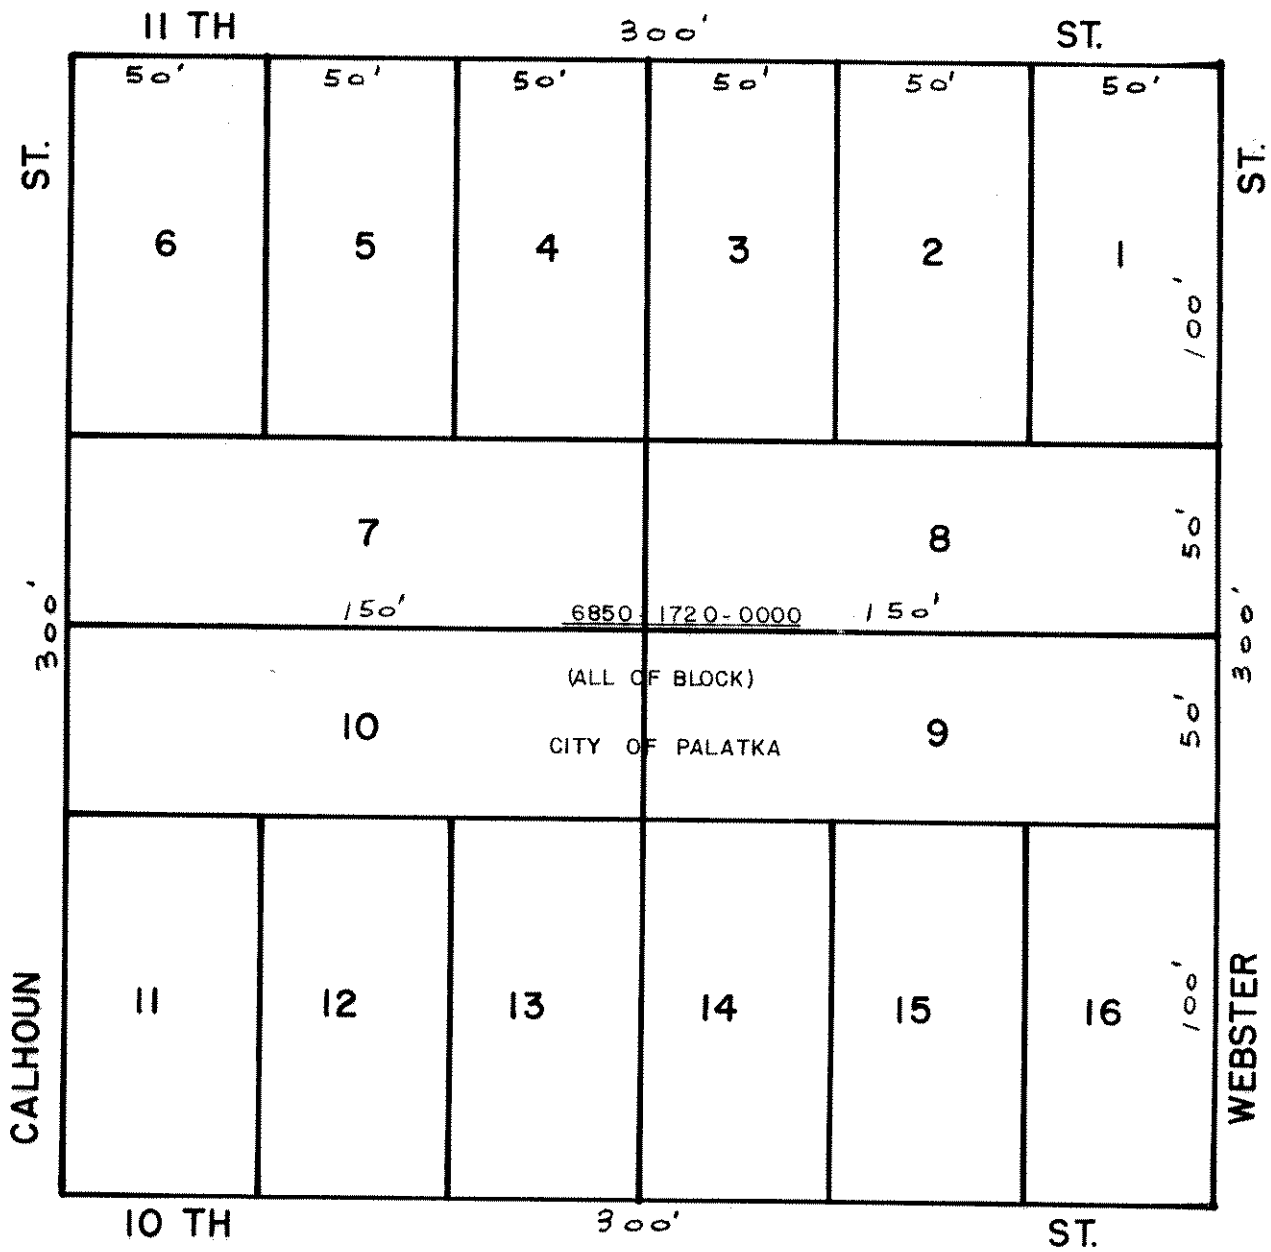 11 TH 300' ST.
50' 50' 50' 50' 50' 50'
ST.
ST.
6 5 4 3 2 1
100'
7 8
50'
150' 6850-1720-0000 150'
300'
300'
(ALL OF BLOCK)
10 9
50'
CITY OF PALATKA
11 12 13 14 15 16
100'
CALHOUN
WEBSTER
10 TH 300' ST.